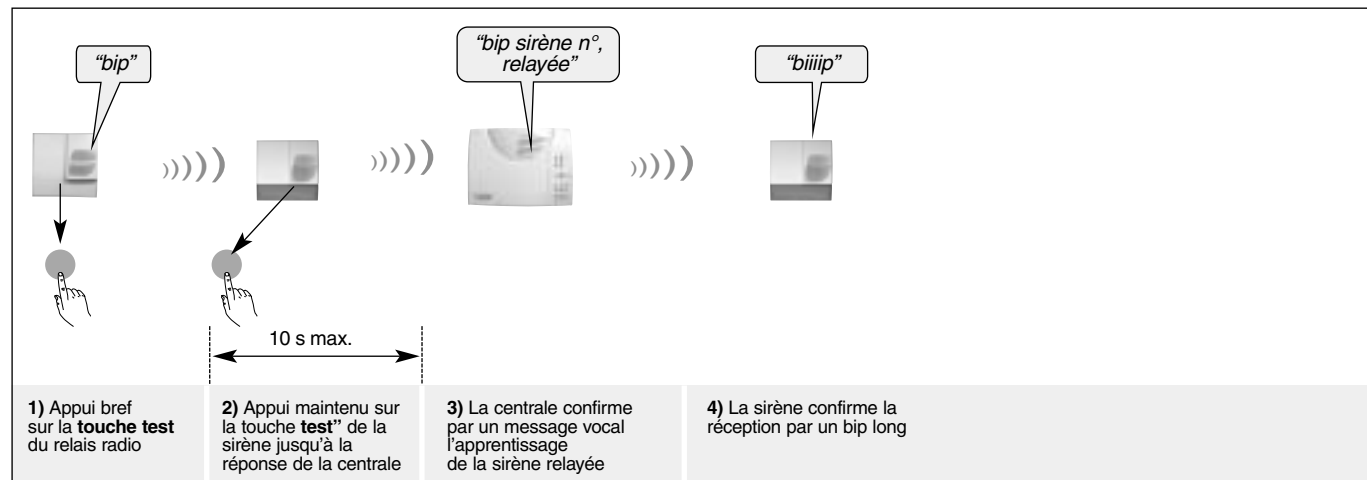 “bip”
“bip sirène n°,
relayée”
“biiiip”
10 s max.
1) Appui bref
sur la touche test
du relais radio
2) Appui maintenu sur
la touche test” de la
sirène jusqu'à la
réponse de la centrale
3) La centrale confirme
par un message vocal
l’apprentissage
de la sirène relayée
4) La sirène confirme la
réception par un bip long